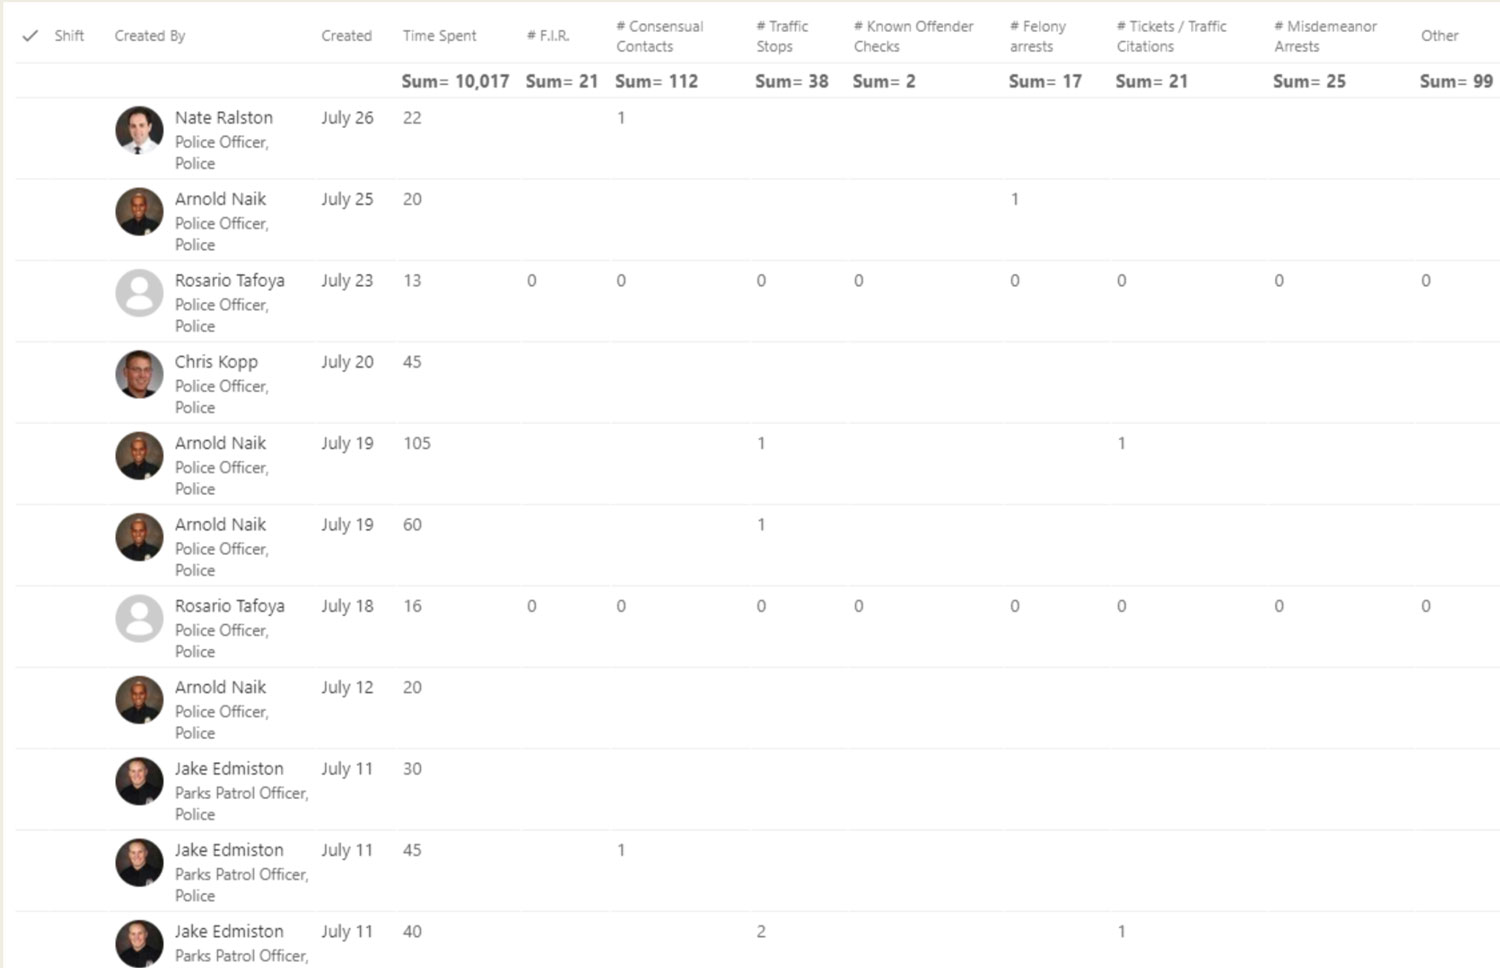 Shift Created By Created Time Spent # F.I.R. # Consensual Contacts # Traffic Stops # Known Offender Checks # Felony arrests # Tickets / Traffic Citations # Misdemeanor Arrests Other
Sum= 10,017 Sum= 21 Sum= 112 Sum= 38 Sum= 2 Sum= 17 Sum= 21 Sum= 25 Sum= 99
Nate Ralston July 26 22 1
Police Officer,
Police
Arnold Naik July 25 20 1
Police Officer,
Police
Rosario Tafoya July 23 13 0 0 0 0 0 0 0 0
Police Officer,
Police
Chris Kopp July 20 45
Police Officer,
Police
Arnold Naik July 19 105 1 1
Police Officer,
Police
Arnold Naik July 19 60 1
Police Officer,
Police
Rosario Tafoya July 18 16 0 0 0 0 0 0 0 0
Police Officer,
Police
Arnold Naik July 12 20
Police Officer,
Police
Jake Edmiston July 11 30
Parks Patrol Officer,
Police
Jake Edmiston July 11 45 1
Parks Patrol Officer,
Police
Jake Edmiston July 11 40 2 1
Parks Patrol Officer,